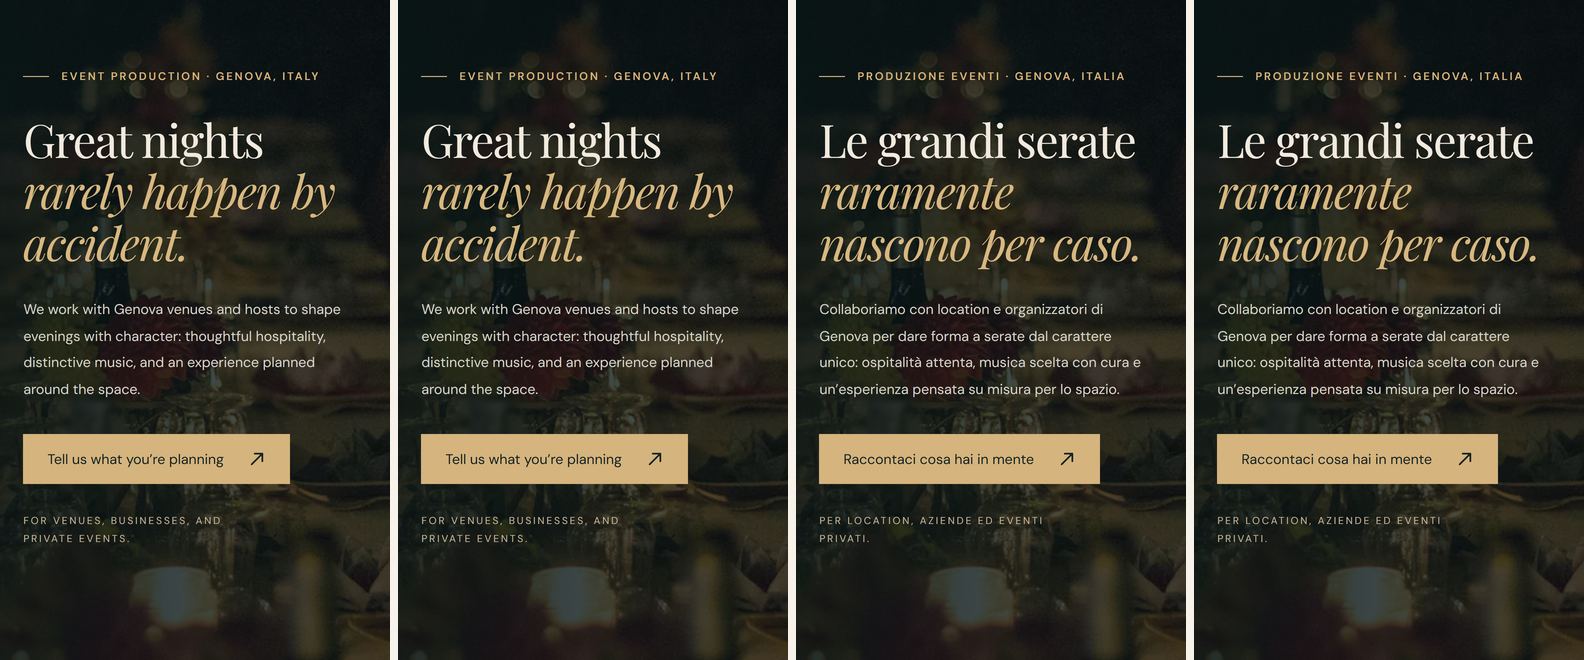 EVENT PRODUCTION · GENOVA, ITALY
Great nights
rarely happen by
accident.
We work with Genova venues and hosts to shape
evenings with character: thoughtful hospitality,
distinctive music, and an experience planned
around the space.
Tell us what you’re planning
FOR VENUES, BUSINESSES, AND
PRIVATE EVENTS.
EVENT PRODUCTION · GENOVA, ITALY
Great nights
rarely happen by
accident.
We work with Genova venues and hosts to shape
evenings with character: thoughtful hospitality,
distinctive music, and an experience planned
around the space.
Tell us what you’re planning
FOR VENUES, BUSINESSES, AND
PRIVATE EVENTS.
PRODUZIONE EVENTI · GENOVA, ITALIA
Le grandi serate
raramente
nascono per caso.
Collaboriamo con location e organizzatori di
Genova per dare forma a serate dal carattere
unico: ospitalità attenta, musica scelta con cura e
un’esperienza pensata su misura per lo spazio.
Raccontaci cosa hai in mente
PER LOCATION, AZIENDE ED EVENTI
PRIVATI.
PRODUZIONE EVENTI · GENOVA, ITALIA
Le grandi serate
raramente
nascono per caso.
Collaboriamo con location e organizzatori di
Genova per dare forma a serate dal carattere
unico: ospitalità attenta, musica scelta con cura e
un’esperienza pensata su misura per lo spazio.
Raccontaci cosa hai in mente
PER LOCATION, AZIENDE ED EVENTI
PRIVATI.